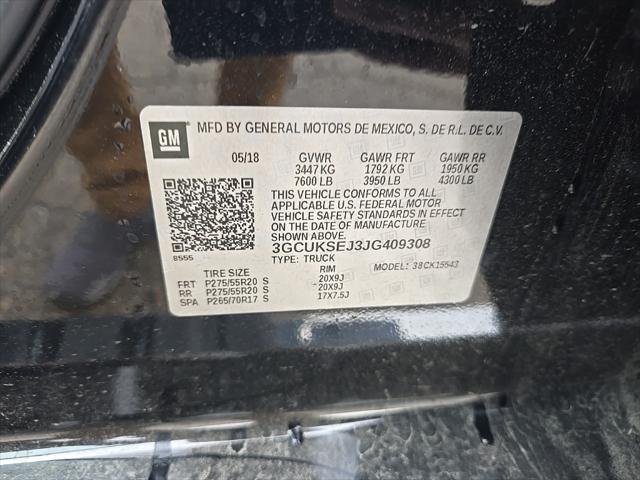 GM
MFD BY GENERAL MOTORS DE MEXICO, S. DE R.L. DE C.V.
05/18 GVWR GAWR FRT GAWR RR
3447 KG 1792 KG 1950 KG
7600 LB 3950 LB 4300 LB
THIS VEHICLE CONFORMS TO ALL
APPLICABLE U.S. FEDERAL MOTOR
VEHICLE SAFETY STANDARDS IN EFFECT
ON THE DATE OF MANUFACTURE
SHOWN ABOVE.
8555 3GCUKSEJ3JG409308
TYPE: TRUCK
TIRE SIZE RIM MODEL: 38CK15543
FRT P275/55R20 S 20X9J
RR P275/55R20 S 20X9J
SPA P265/70R17 S 17X7.5J